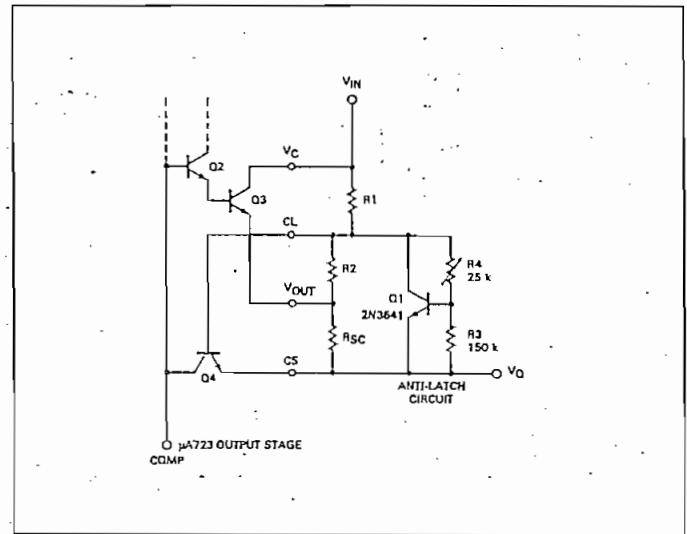 VIN
VC
Q2
Q3
R1
CL
R2
R4
25 k
Q1
2N3641
VOUT
R3
150 k
RSC
CS
Q4
VO
ANTI-LATCH
CIRCUIT
μA723 OUTPUT STAGE
COMP